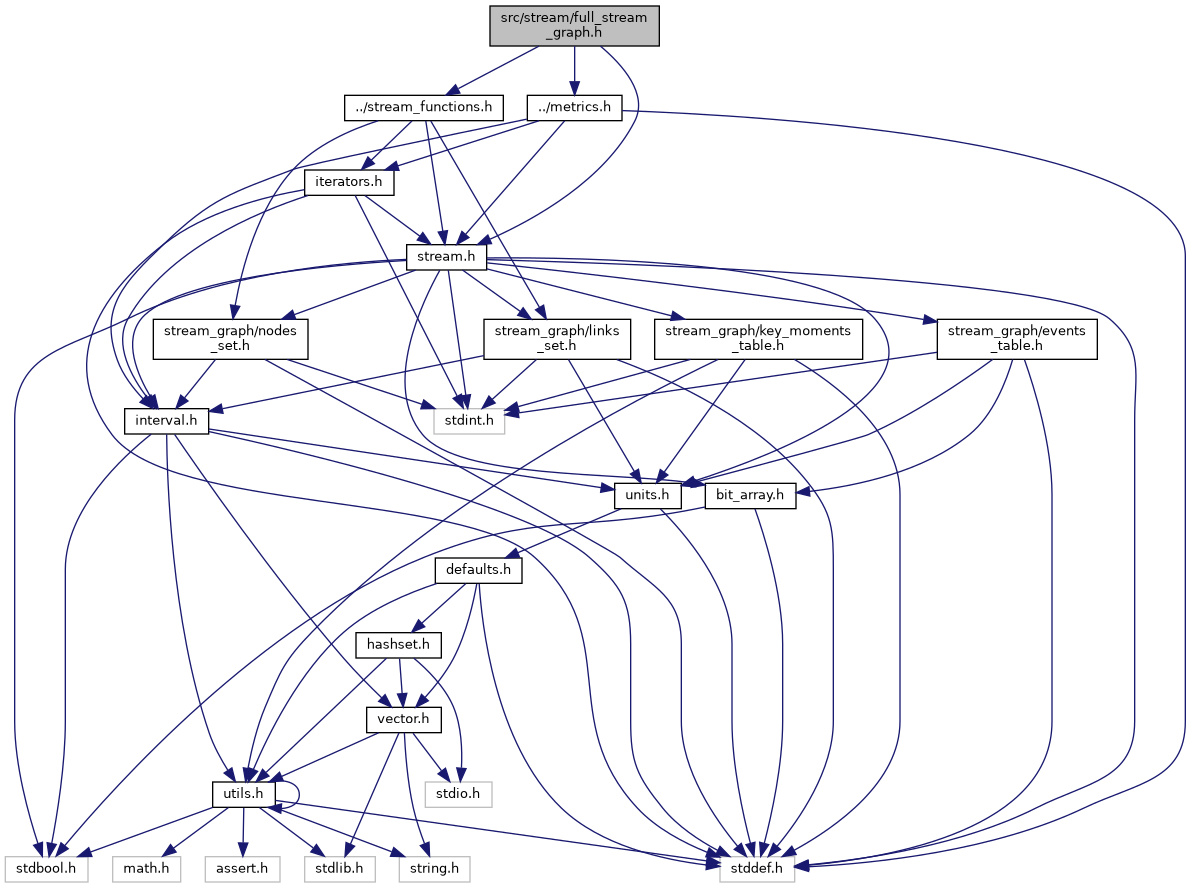 src/stream/full_stream
_graph.h
../stream_functions.h
../metrics.h
iterators.h
stream.h
stream_graph/nodes
_set.h
stream_graph/links
_set.h
stream_graph/key_moments
_table.h
stream_graph/events
_table.h
interval.h
stdint.h
units.h
bit_array.h
defaults.h
hashset.h
vector.h
utils.h
stdio.h
stdbool.h
math.h
assert.h
stdlib.h
string.h
stddef.h